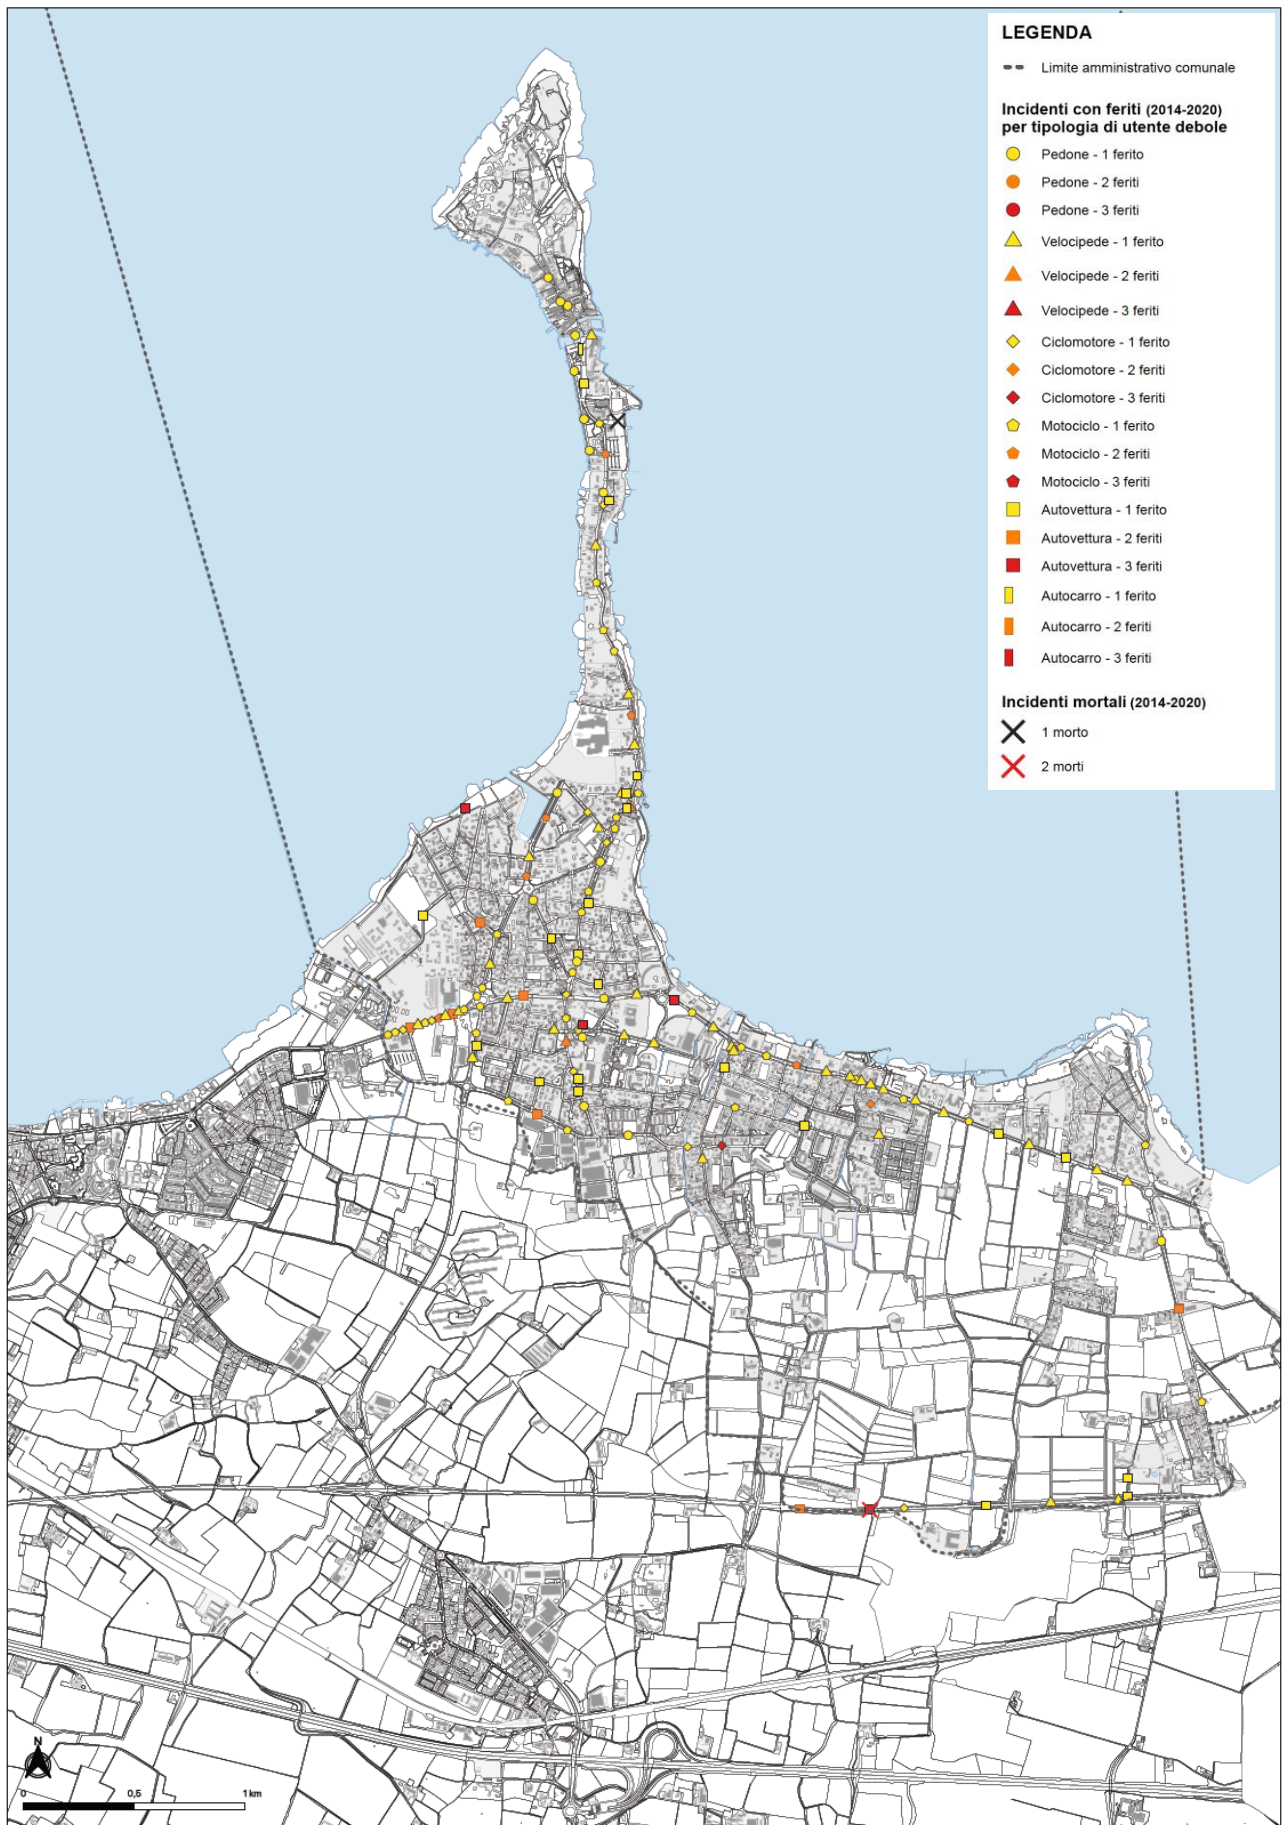 LEGENDA
Limite amministrativo comunale
Incidenti con feriti (2014-2020)
per tipologia di utente debole
Pedone - 1 ferito
Pedone - 2 feriti
Pedone - 3 feriti
Velocipede - 1 ferito
Velocipede - 2 feriti
Velocipede - 3 feriti
Ciclomotore - 1 ferito
Ciclomotore - 2 feriti
Ciclomotore - 3 feriti
Motociclo - 1 ferito
Motociclo - 2 feriti
Motociclo - 3 feriti
Autovettura - 1 ferito
Autovettura - 2 feriti
Autovettura - 3 feriti
Autocarro - 1 ferito
Autocarro - 2 feriti
Autocarro - 3 feriti
Incidenti mortali (2014-2020)
1 morto
2 morti
N
0 0,5 1 km